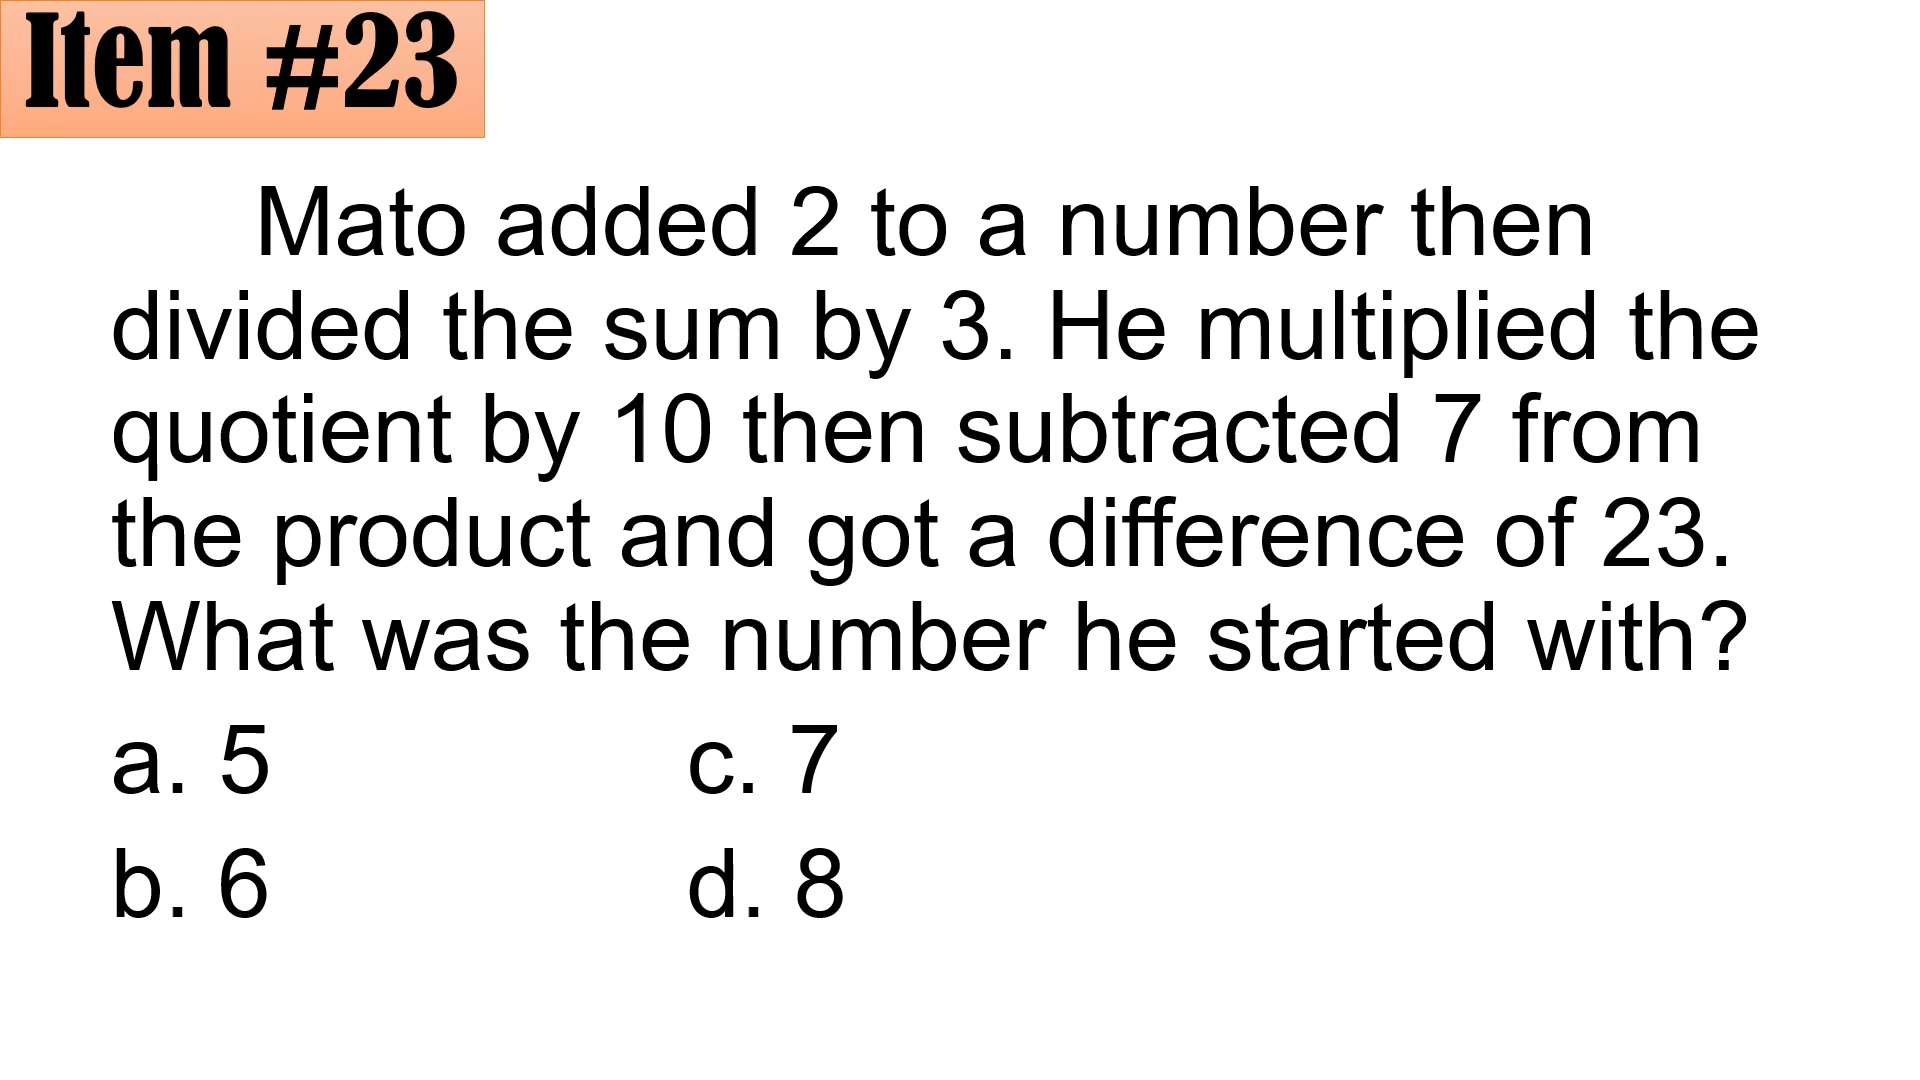 Item #23
Mato added 2 to a number then
divided the sum by 3. He multiplied the
quotient by 10 then subtracted 7 from
the product and got a difference of 23.
What was the number he started with?
a. 5 c. 7
b. 6 d. 8